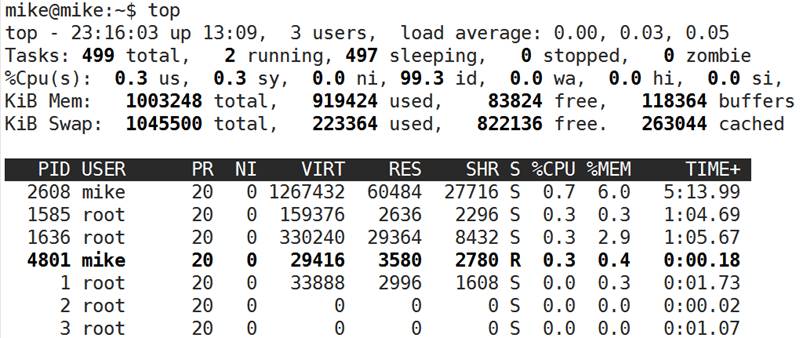 mike@mike:~$ top
top - 23:16:03 up 13:09,  3 users,  load average: 0.00, 0.03, 0.05
Tasks: 499 total,   2 running, 497 sleeping,   0 stopped,   0 zombie
%Cpu(s):  0.3 us,  0.3 sy,  0.0 ni, 99.3 id,  0.0 wa,  0.0 hi,  0.0 si,
KiB Mem:   1003248 total,   919424 used,    83824 free,   118364 buffers
KiB Swap:  1045500 total,   223364 used,   822136 free.   263044 cached
PID USER      PR  NI    VIRT    RES    SHR S %CPU %MEM     TIME+
2608 mike      20   0 1267432  60484  27716 S  0.7  6.0   5:13.99
1585 root      20   0  159376   2636   2296 S  0.3  0.3   1:04.69
1636 root      20   0  330240  29364   8432 S  0.3  2.9   1:05.67
4801 mike      20   0   29416   3580   2780 R  0.3  0.4   0:00.18
1 root      20   0   33888   2996   1608 S  0.0  0.3   0:01.73
2 root      20   0       0      0      0 S  0.0  0.0   0:00.02
3 root      20   0       0      0      0 S  0.0  0.0   0:01.07